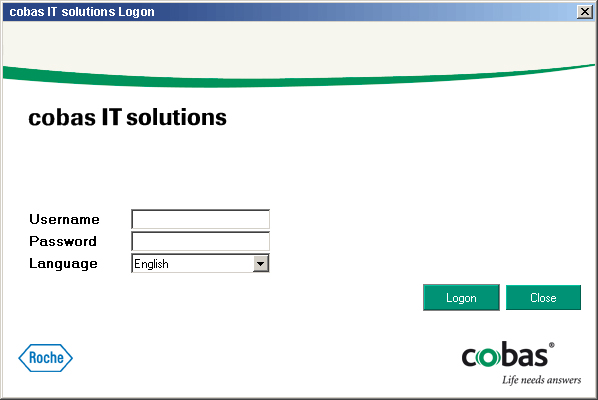 cobas IT solutions Logon
cobas IT solutions
Username
Password
Language English
Logon Close
Roche
cobas®
Life needs answers